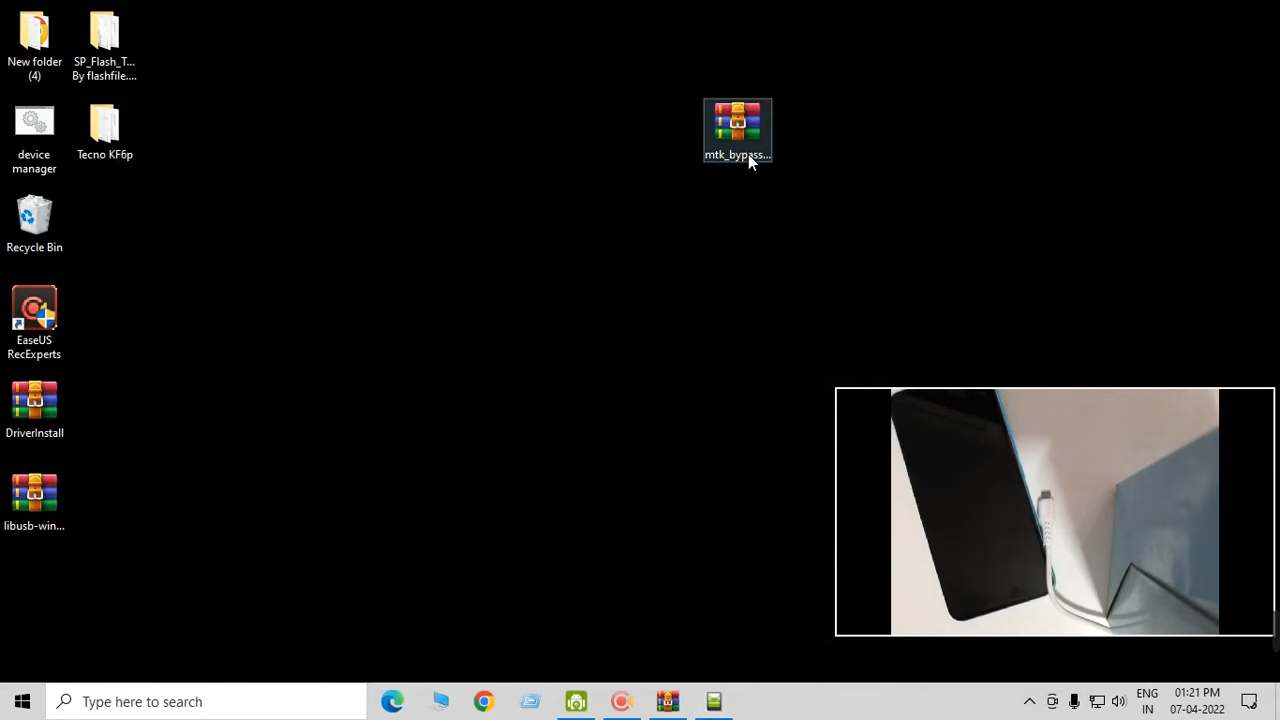 New folder
(4)
SP_Flash_T...
By flashfile....
device
manager
Tecno KF6p
mtk_bypass...
Recycle Bin
EaseUS
RecExperts
DriverInstall
libusb-win...
Type here to search
ENG
IN
01:21 PM
07-04-2022